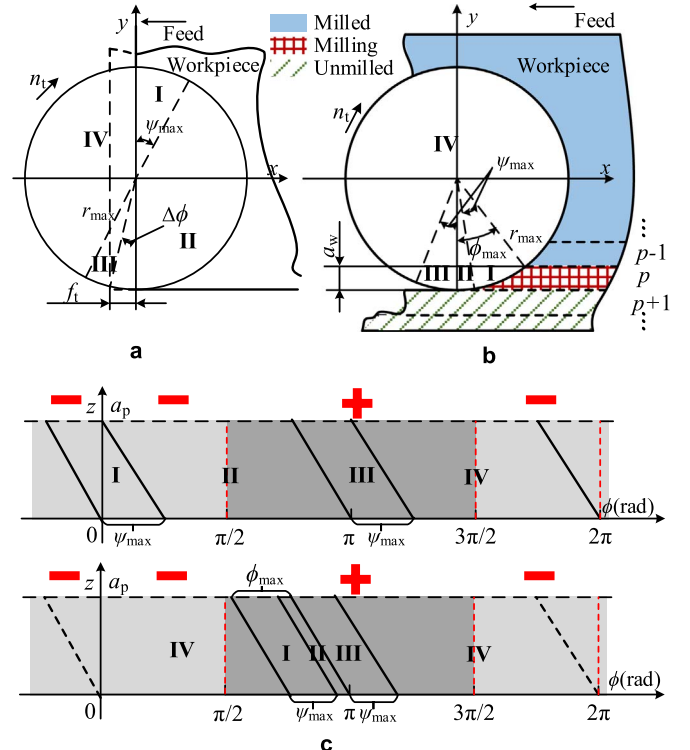 y
Feed
Workpiece
n_t
I
ψ_max
IV
x
r_max
Δϕ
II
III
f_t
a
Milled
Milling
Unmilled
y
Feed
Workpiece
n_t
IV
x
ψ_max
r_max
ϕ_max
a_w
III II I
⋮
p-1
p
p+1
⋮
b
z a_p
I II III IV
ϕ(rad)
0 π/2 π 3π/2 2π
ψ_max ψ_max
z a_p ϕ_max
IV I II III IV
ϕ(rad)
0 π/2 π 3π/2 2π
ψ_max ψ_max
c